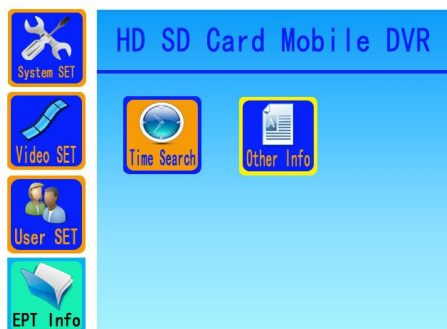 HD SD Card Mobile DVR
System SET
Video SET
User SET
EPT Info
Time Search
Other Info